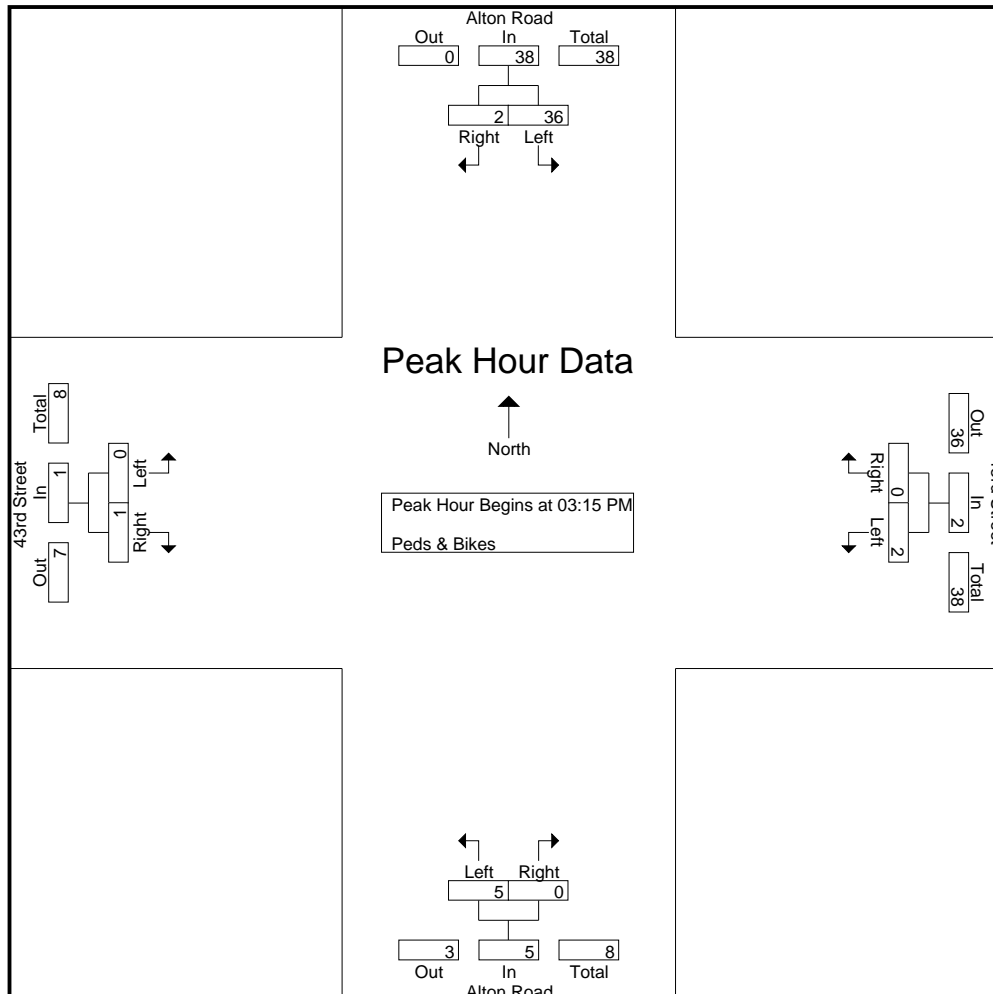 Alton Road
Out In Total
0 38 38
2 36
Right Left
Peak Hour Data
North
Peak Hour Begins at 03:15 PM
Peds & Bikes
43rd Street
Total In Out
8 1 7
0 1
Left Right
Out In Total
36 2 38
0 2
Right Left
Left Right
5 0
3 5 8
Out In Total
Alton Road